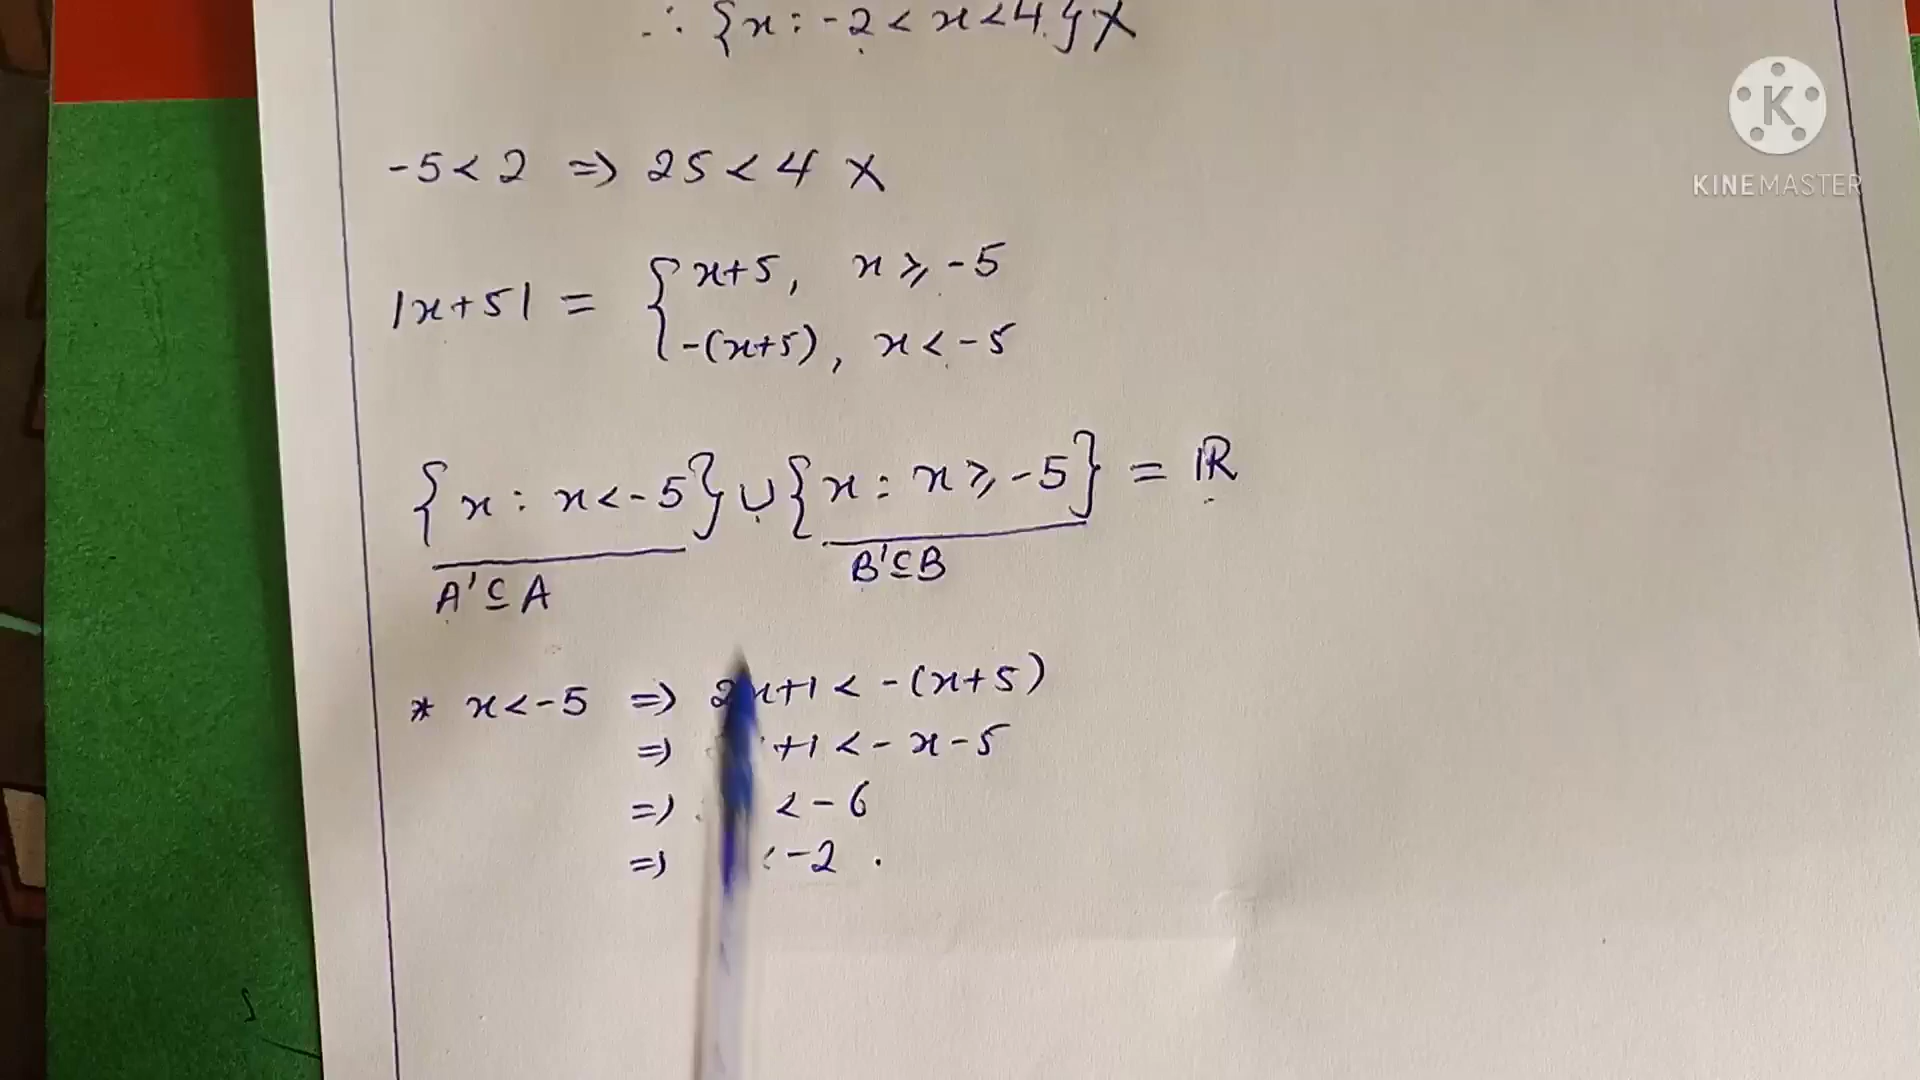 ∴ {x : -2 < x < 4} X
-5 < 2 => 25 < 4 X
|x+5| = { x+5, x ≥ -5
-(x+5), x < -5
{x : x < -5} ∪ {x : x ≥ -5} = ℝ
A' ⊆ A B' ⊆ B
* x < -5 => 2x+1 < -(x+5)
=> +1 < -x-5
=> < -6
=> < -2 .
K
KINEMASTER